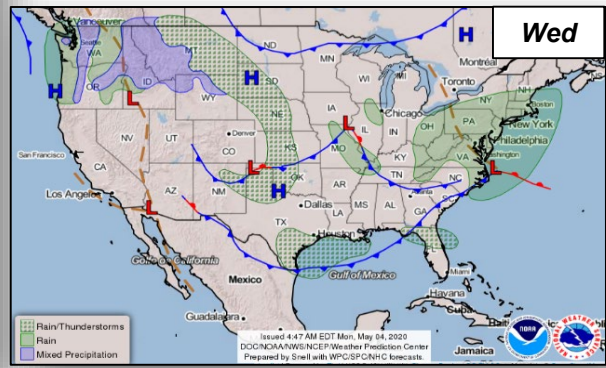 Wed
Vancouver
Seattle
WA
MT
ND
MN
Montréal
H
H
H
OR
ID
SD
WI
MI
Toronto
NH
Boston
WY
IA
Chicago
NY
L
NE
L
IL
IN
OH
PA
New York
Philadelphia
NV
UT
Denver
CO
KS
MO
KY
VA
Washington
San Francisco
CA
L
OK
TN
NC
L
Los Angeles
AZ
NM
H
AR
Atlanta
SC
L
TX
Dallas
MS
AL
GA
LA
Houston
FL
Golfo de California
Gulf of Mexico
Miami
Mexico
Havana
Cuba
Guadalajara
Jamaica
Rain/Thunderstorms
Rain
Mixed Precipitation
Issued 4:47 AM EDT Mon, May 04, 2020
DOC/NOAA/NWS/NCEP/Weather Prediction Center
Prepared by Snell with WPC/SPC/NHC forecasts.
NOAA